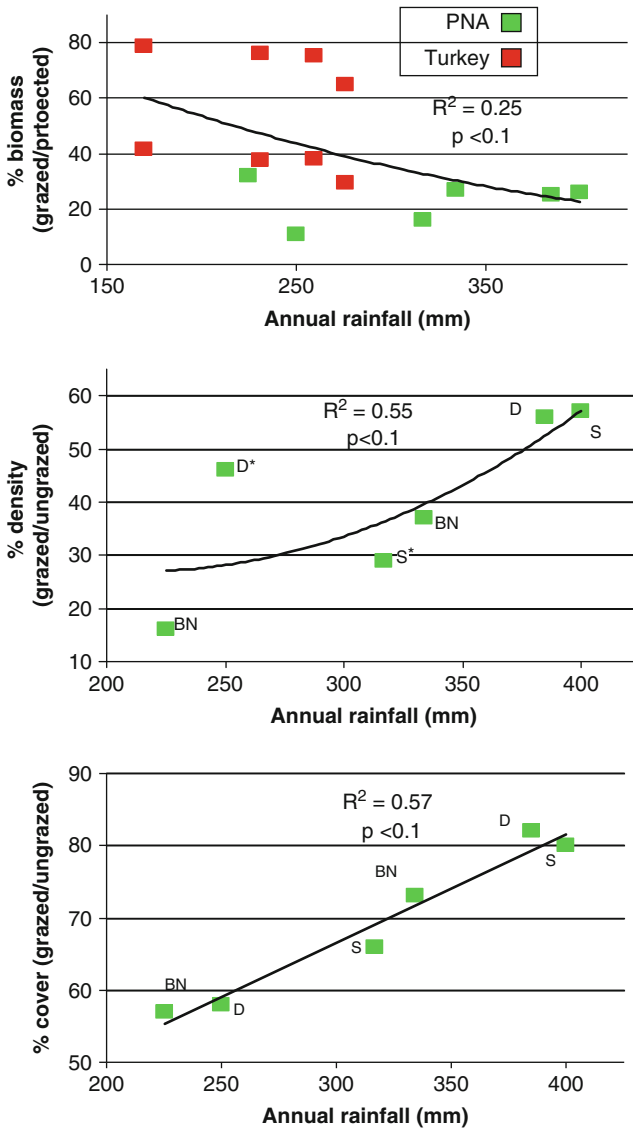 PNA
Turkey
80
60
40
20
0
% biomass
(grazed/prtoected)
R² = 0.25
p <0.1
150
250
350
Annual rainfall (mm)
60
50
40
30
20
10
% density
(grazed/ungrazed)
R² = 0.55
p<0.1
D
S
D*
BN
S*
BN
200
250
300
350
400
Annual rainfall (mm)
90
80
70
60
50
% cover (grazed/ungrazed)
R² = 0.57
p <0.1
D
S
BN
S
BN
D
200
250
300
350
400
Annual rainfall (mm)